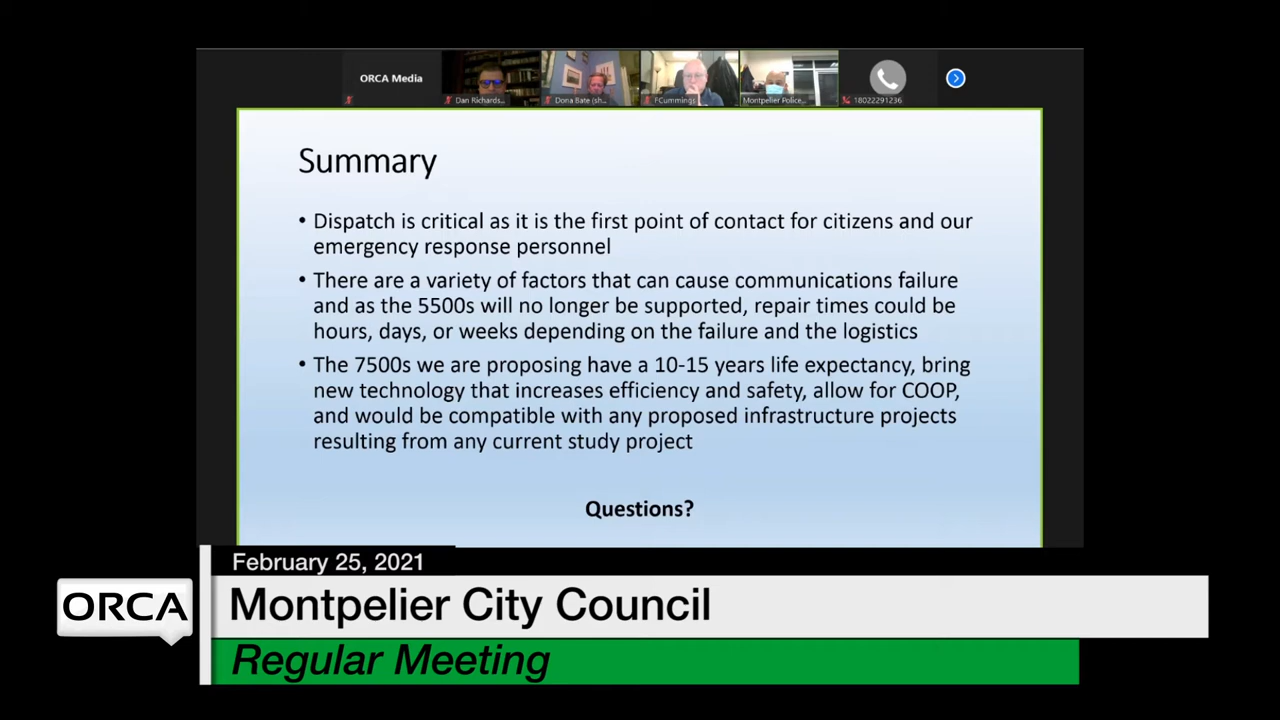 ORCA Media
Dan Richards...
Dona Bate (sh...
FCummings
Montpelier Police...
18022291236
Summary
• Dispatch is critical as it is the first point of contact for citizens and our
emergency response personnel
• There are a variety of factors that can cause communications failure
and as the 5500s will no longer be supported, repair times could be
hours, days, or weeks depending on the failure and the logistics
• The 7500s we are proposing have a 10-15 years life expectancy, bring
new technology that increases efficiency and safety, allow for COOP,
and would be compatible with any proposed infrastructure projects
resulting from any current study project
Questions?
February 25, 2021
ORCA
Montpelier City Council
Regular Meeting